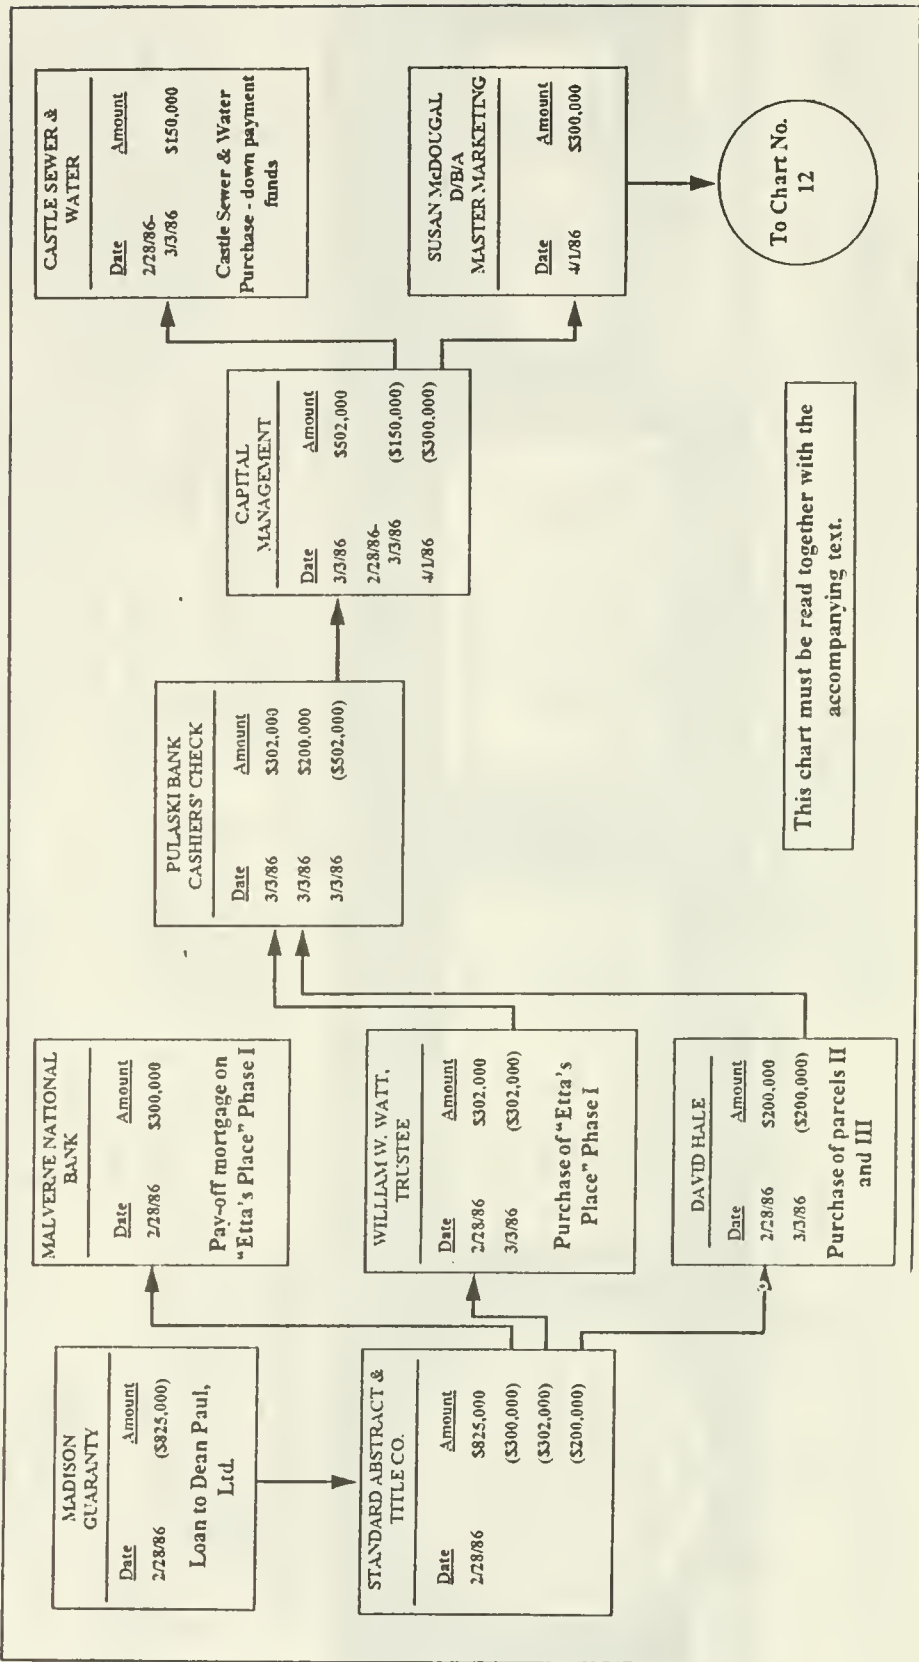 MADISON
GUARANTY
Date Amount
2/28/86 ($825,000)
Loan to Dean Paul,
Ltd.
STANDARD ABSTRACT &
TITLE CO.
Date Amount
2/28/86 $825,000
($300,000)
($302,000)
($200,000)
MALVERNE NATIONAL
BANK
Date Amount
2/28/86 $300,000
Pay-off mortgage on
"Etta's Place" Phase I
WILLIAM W. WATT,
TRUSTEE
Date Amount
2/28/86 $302,000
3/3/86 ($302,000)
Purchase of "Etta's
Place" Phase I
DAVID HALE
Date Amount
2/28/86 $200,000
3/3/86 ($200,000)
Purchase of parcels II
and III
PULASKI BANK
CASHIERS' CHECK
Date Amount
3/3/86 $302,000
3/3/86 $200,000
3/3/86 ($502,000)
CAPITAL
MANAGEMENT
Date Amount
3/3/86 $502,000
2/28/86-
3/3/86 ($150,000)
4/1/86 ($300,000)
CASTLE SEWER &
WATER
Date Amount
2/28/86-
3/3/86 $150,000
Castle Sewer & Water
Purchase - down payment
funds
SUSAN McDOUGAL
D/B/A
MASTER MARKETING
Date Amount
4/1/86 $300,000
To Chart No.
12
This chart must be read together with the
accompanying text.